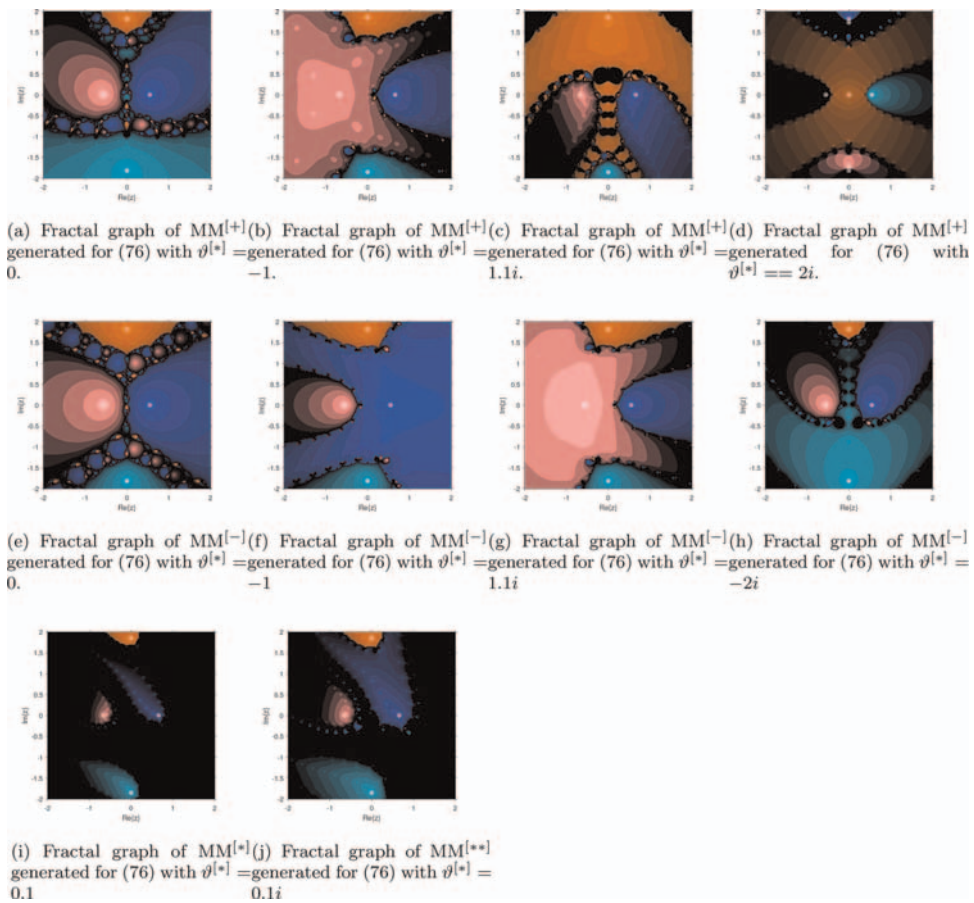 (a) Fractal graph of MM[+]
generated for (76) with ϑ[*] =
0.
(b) Fractal graph of MM[+]
generated for (76) with ϑ[*] =
−1.
(c) Fractal graph of MM[+]
generated for (76) with ϑ[*] =
1.1i.
(d) Fractal graph of MM[+]
generated for (76) with
ϑ[*] == 2i.
(e) Fractal graph of MM[−]
generated for (76) with ϑ[*] =
0.
(f) Fractal graph of MM[−]
generated for (76) with ϑ[*] =
−1
(g) Fractal graph of MM[−]
generated for (76) with ϑ[*] =
1.1i
(h) Fractal graph of MM[−]
generated for (76) with ϑ[*] =
−2i
(i) Fractal graph of MM[*]
generated for (76) with ϑ[*] =
0.1
(j) Fractal graph of MM[**]
generated for (76) with ϑ[*] =
0.1i